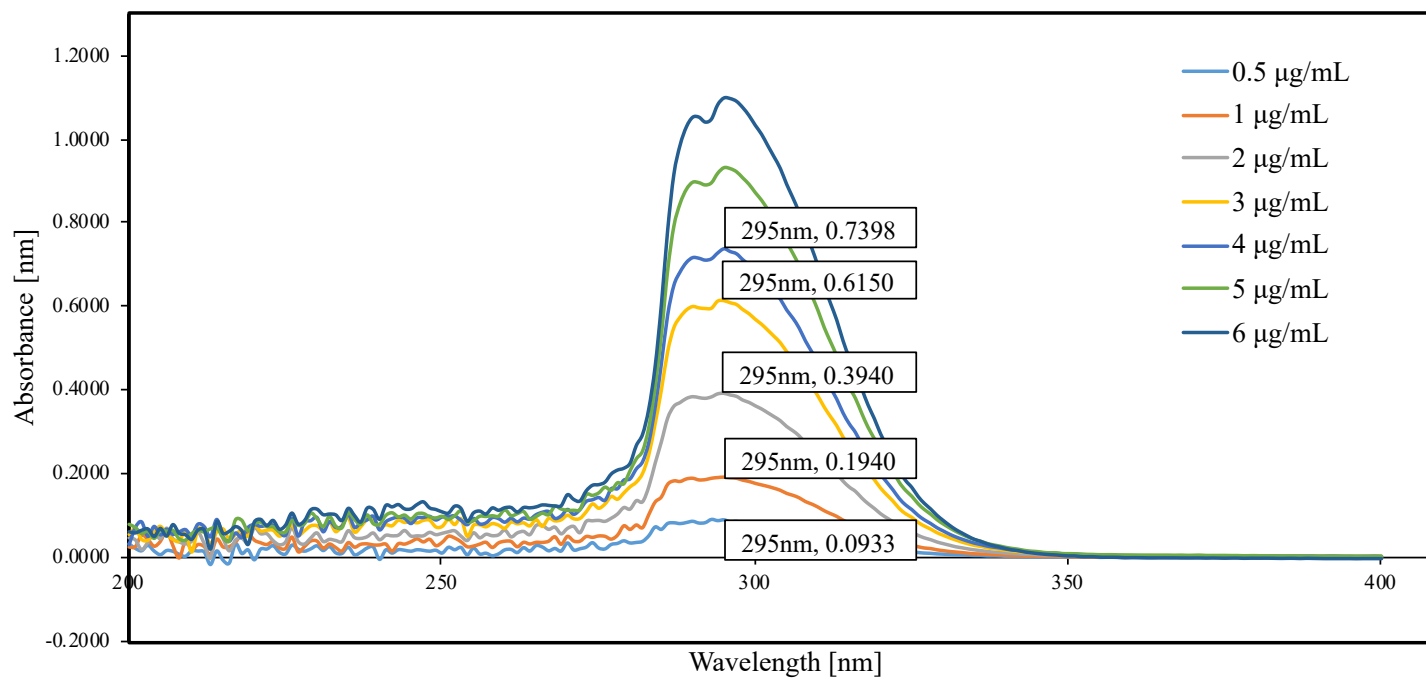 1.2000
1.0000
0.8000
0.6000
0.4000
0.2000
0.0000
-0.2000
Absorbance [nm]
200
250
300
350
400
Wavelength [nm]
295nm, 0.7398
295nm, 0.6150
295nm, 0.3940
295nm, 0.1940
295nm, 0.0933
0.5 μg/mL
1 μg/mL
2 μg/mL
3 μg/mL
4 μg/mL
5 μg/mL
6 μg/mL